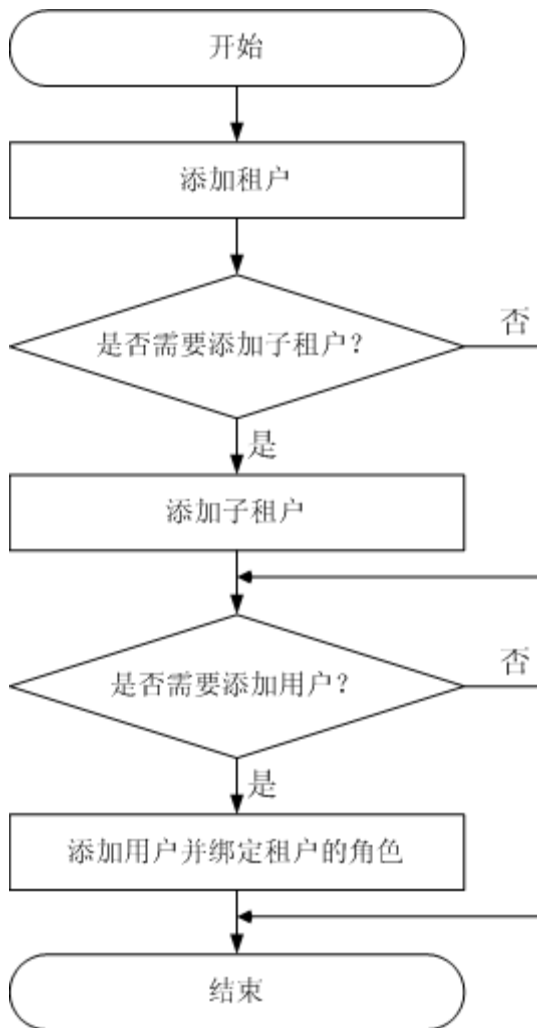 开始
添加租户
是否需要添加子租户？
否
是
添加子租户
是否需要添加用户？
否
是
添加用户并绑定租户的角色
结束